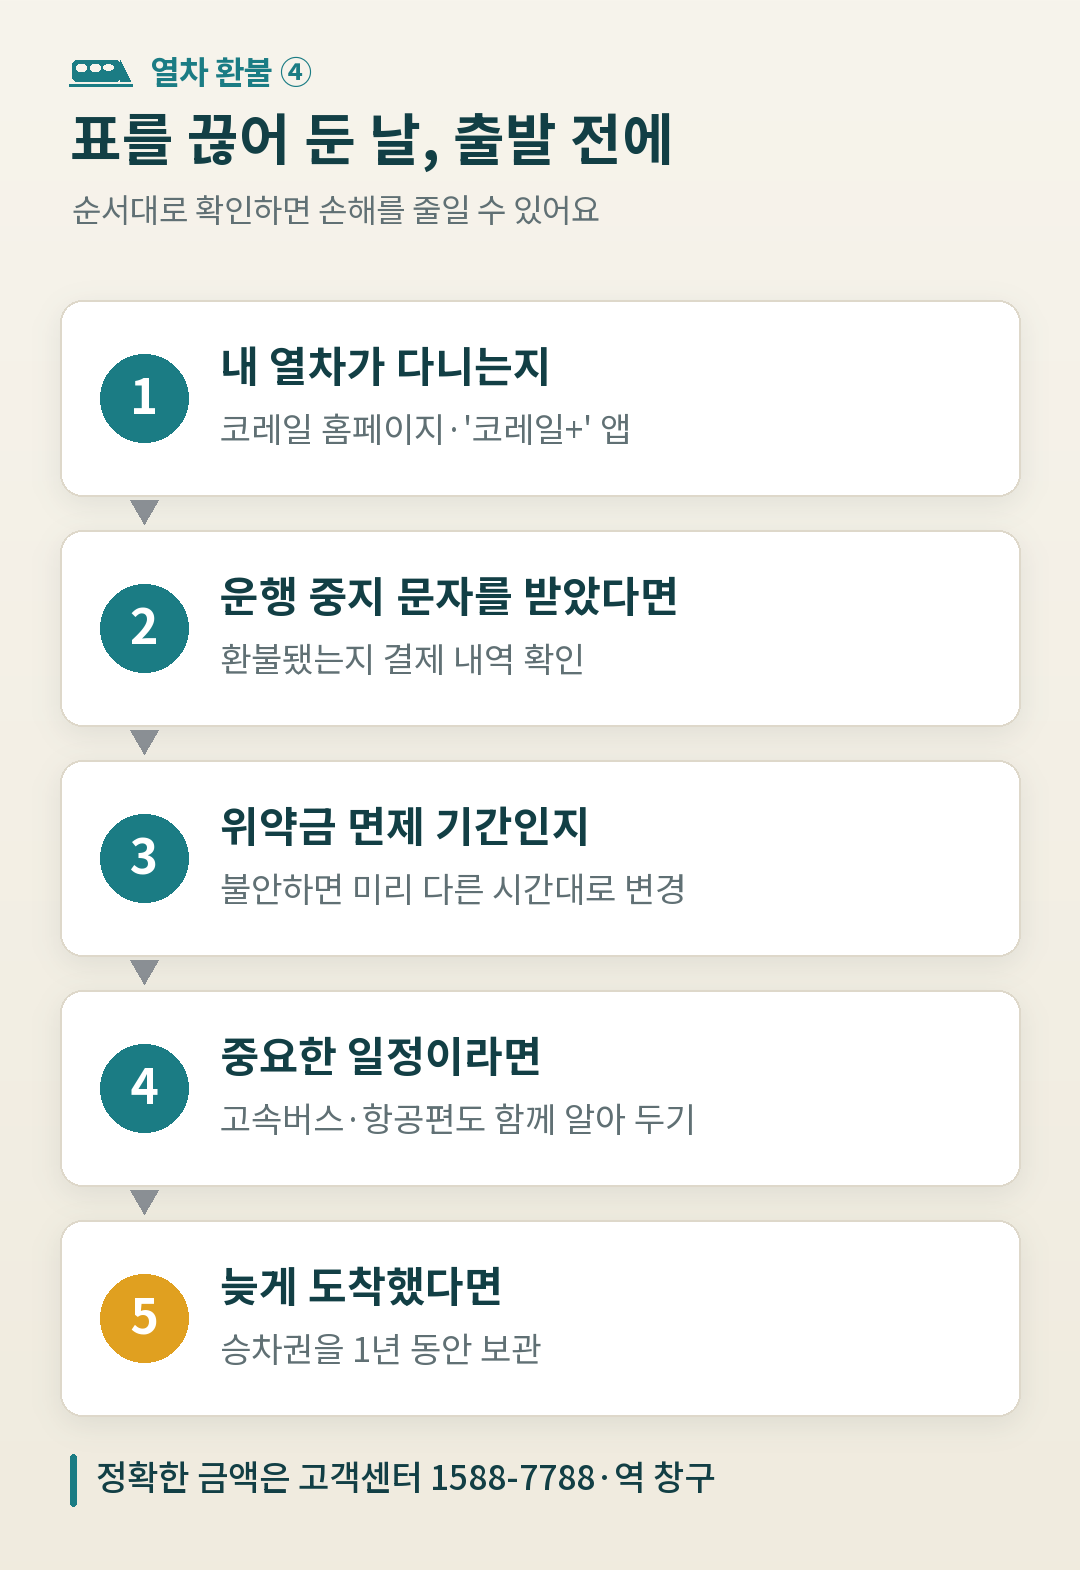 열차 환불 ④
표를 끊어 둔 날, 출발 전에
순서대로 확인하면 손해를 줄일 수 있어요
1
내 열차가 다니는지
코레일 홈페이지·'코레일+' 앱
2
운행 중지 문자를 받았다면
환불됐는지 결제 내역 확인
3
위약금 면제 기간인지
불안하면 미리 다른 시간대로 변경
4
중요한 일정이라면
고속버스·항공편도 함께 알아 두기
5
늦게 도착했다면
승차권을 1년 동안 보관
정확한 금액은 고객센터 1588-7788·역 창구